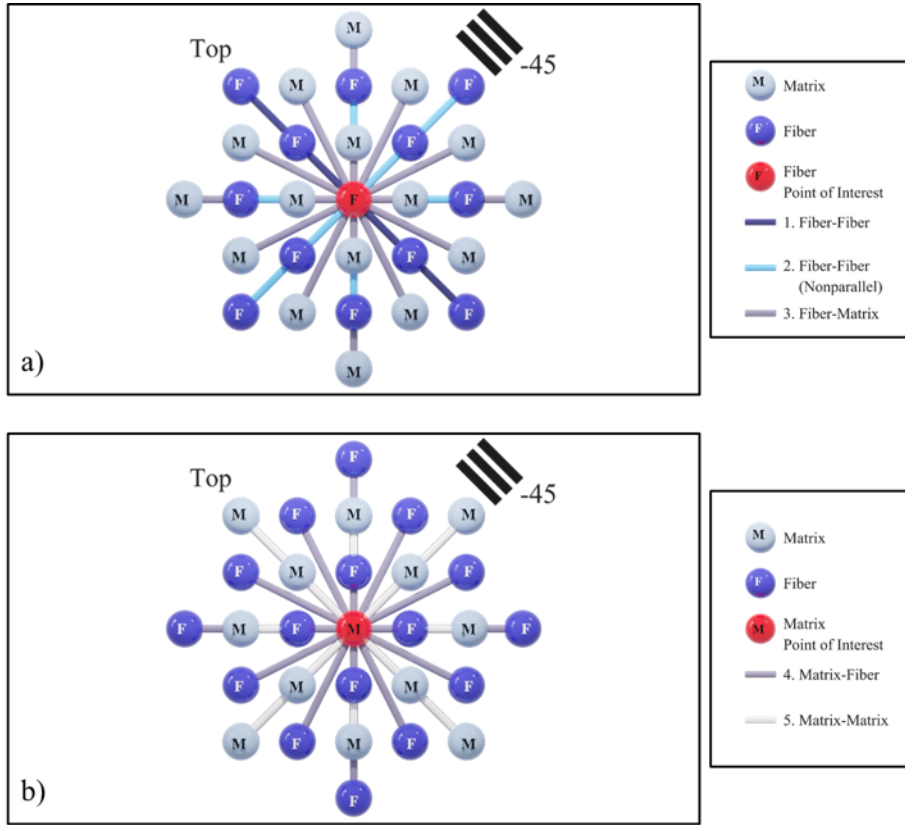 M
Top
-45
F M F M F
M F M F M
M F M F M F M
M F M F M
F M F M F
M
a)
M Matrix
F Fiber
F Fiber
Point of Interest
1. Fiber-Fiber
2. Fiber-Fiber
(Nonparallel)
3. Fiber-Matrix
F
Top
-45
M F M F M
F M F M F
F M F M F M F
F M F M F
M F M F M
F
b)
M Matrix
F Fiber
M Matrix
Point of Interest
4. Matrix-Fiber
5. Matrix-Matrix